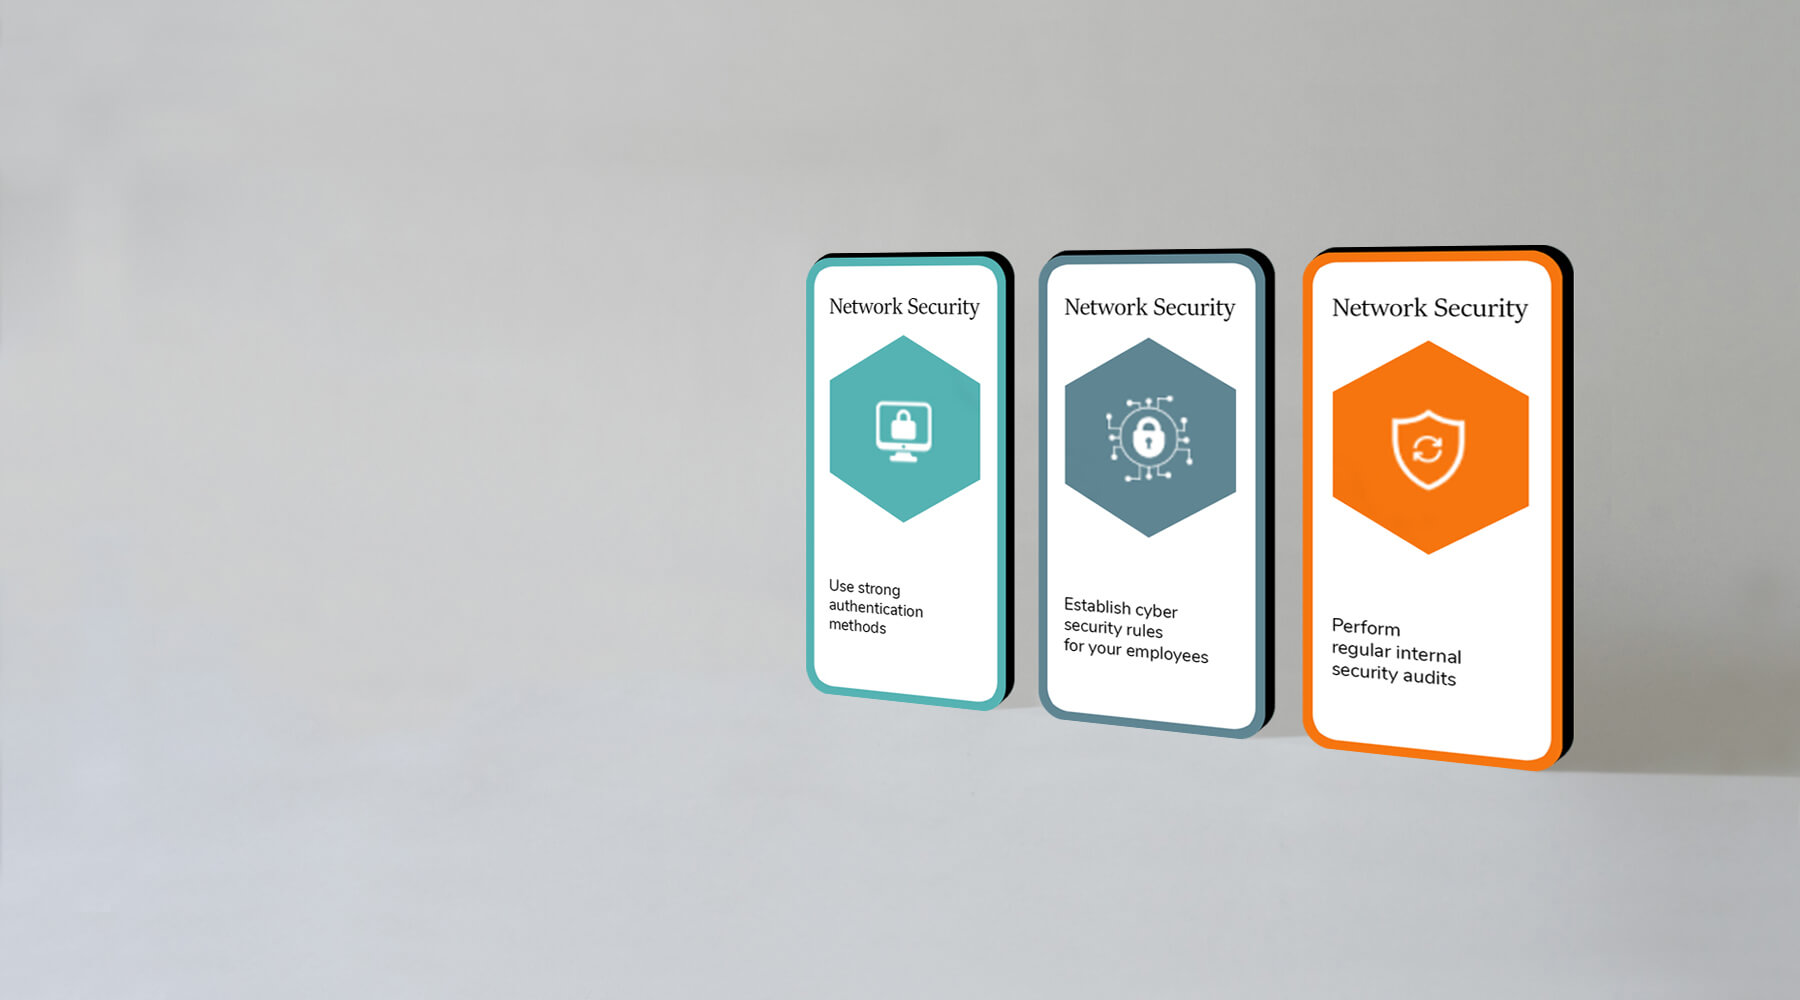 Network Security
Use strong
authentication
methods
Network Security
Establish cyber
security rules
for your employees
Network Security
Perform
regular internal
security audits